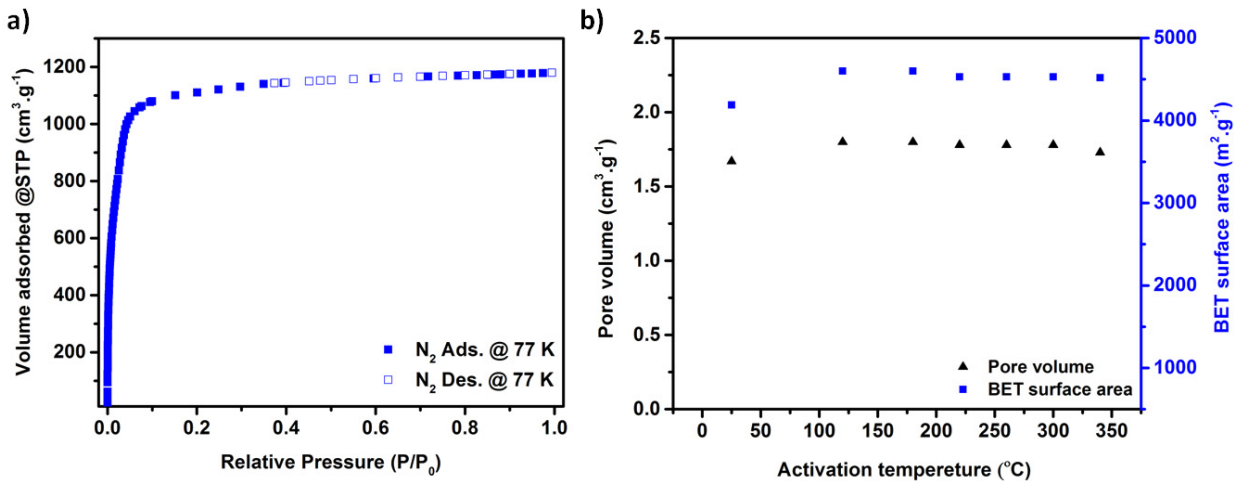 a)
Volume adsorbed @STP (cm³.g⁻¹)
1200
1000
800
600
400
200
0.0 0.2 0.4 0.6 0.8 1.0
Relative Pressure (P/P₀)
N₂ Ads. @ 77 K
N₂ Des. @ 77 K
b)
Pore volume (cm³.g⁻¹)
2.5
2.0
1.5
1.0
0.5
0.0
0 50 100 150 200 250 300 350
Activation tempereture (°C)
Pore volume
BET surface area
5000
4000
3000
2000
1000
BET surface area (m².g⁻¹)